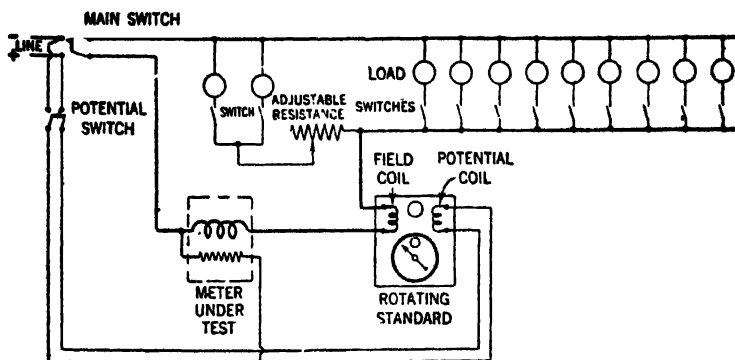 MAIN SWITCH
LINE
LOAD
POTENTIAL
SWITCH
SWITCH
ADJUSTABLE
RESISTANCE
SWITCHES
FIELD
COIL
POTENTIAL
COIL
METER
UNDER
TEST
ROTATING
STANDARD